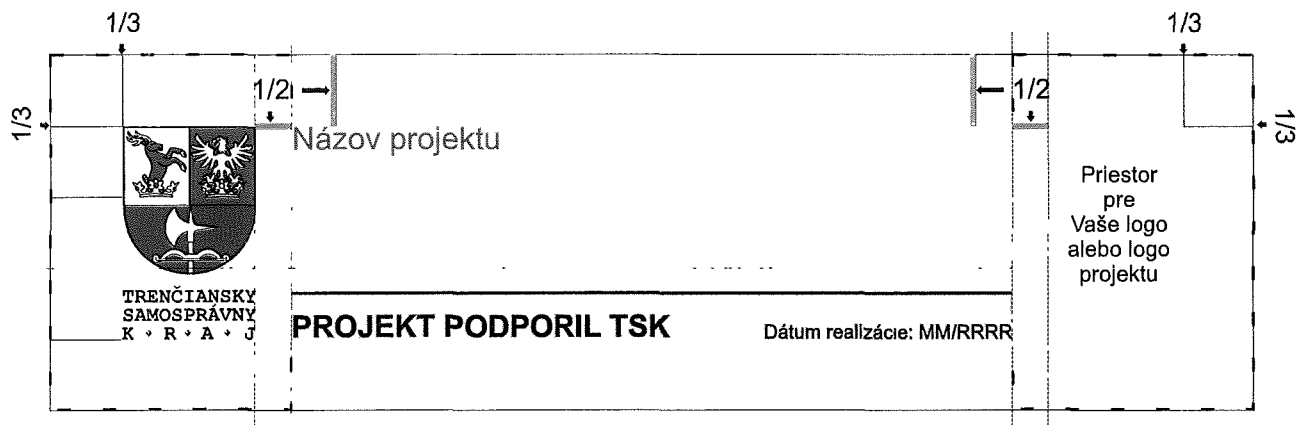 1/3
1/3
1/2
1/2
1/3
1/3
Názov projektu
Priestor
pre
Vaše logo
alebo logo
projektu
TRENČIANSKY
SAMOSPRÁVNY
K • R • A • J
PROJEKT PODPORIL TSK
Dátum realizácie: MM/RRRR